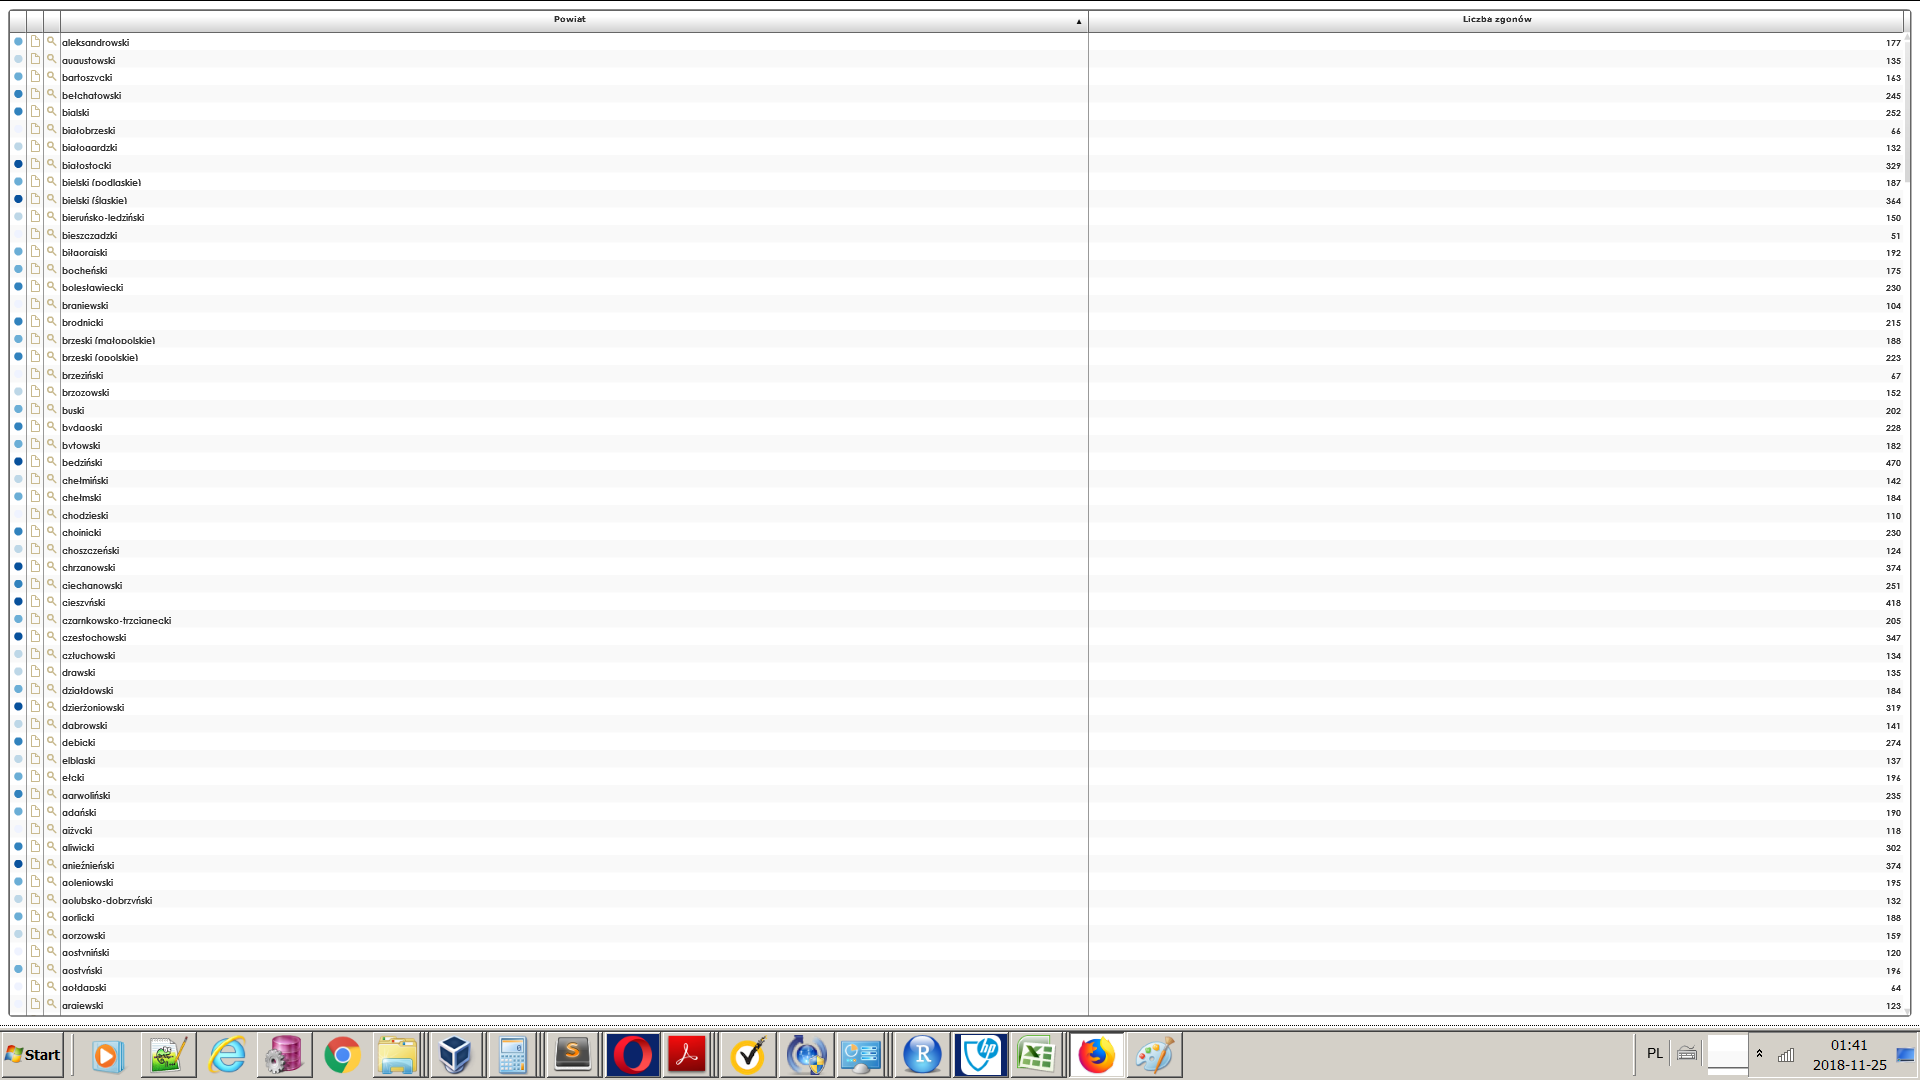 Powiat ▲ Liczba zgonów
aleksandrowski 177
augustowski 135
bartoszycki 163
bełchatowski 245
bialski 252
białobrzeski 66
białogardzki 132
białostocki 329
bielski (podlaskie) 187
bielski (śląskie) 364
bieruńsko-lędziński 150
bieszczadzki 51
biłgorajski 192
bocheński 175
bolesławiecki 230
braniewski 104
brodnicki 215
brzeski (małopolskie) 188
brzeski (opolskie) 223
brzeziński 67
brzozowski 152
buski 202
bydgoski 228
bytowski 182
będziński 470
chełmiński 142
chełmski 184
chodzieski 110
chojnicki 230
choszczeński 124
chrzanowski 374
ciechanowski 251
cieszyński 418
czarnkowsko-trzcianecki 205
częstochowski 347
człuchowski 134
drawski 135
działdowski 184
dzierżoniowski 319
dąbrowski 141
dębicki 274
elbląski 137
ełcki 196
garwoliński 235
gdański 190
giżycki 118
gliwicki 302
gnieźnieński 374
goleniowski 195
golubsko-dobrzyński 132
gorlicki 188
gorzowski 159
gostyniński 120
gostyński 196
gołdapski 64
grajewski 123
Start PL 01:41
2018-11-25